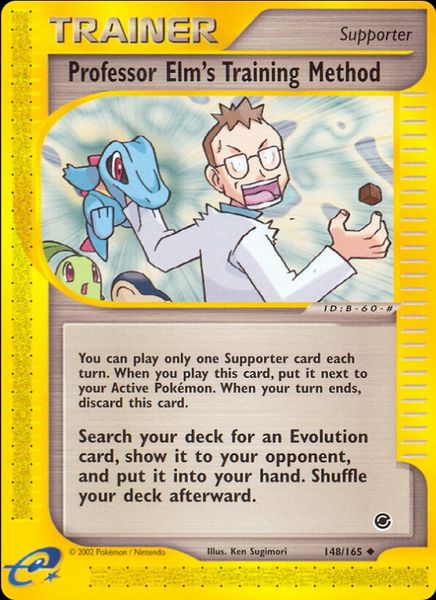 TRAINER
Supporter
Professor Elm's Training Method
ID:B-60-#
You can play only one Supporter card each
turn. When you play this card, put it next to
your Active Pokémon. When your turn ends,
discard this card.
Search your deck for an Evolution
card, show it to your opponent,
and put it into your hand. Shuffle
your deck afterward.
e
© 2002 Pokémon / Nintendo
Illus. Ken Sugimori
148/165 ◆